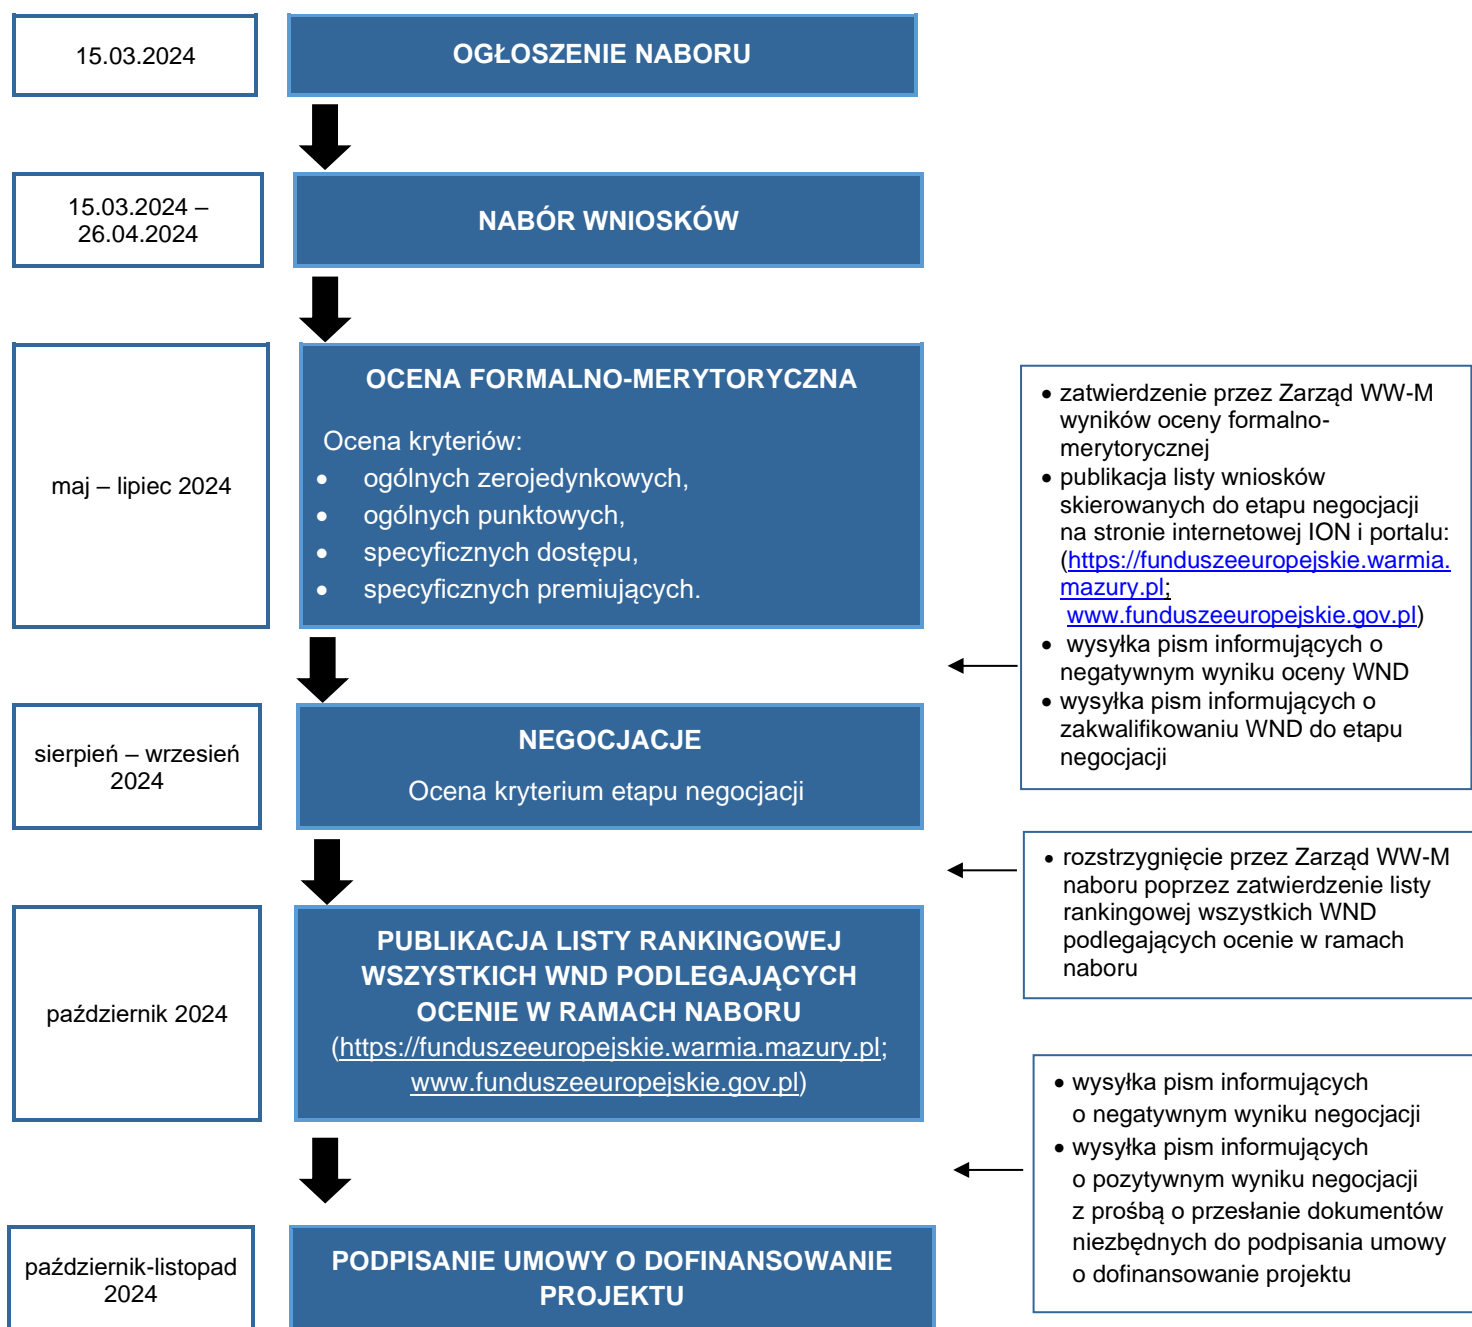 15.03.2024
OGŁOSZENIE NABORU
15.03.2024 –
26.04.2024
NABÓR WNIOSKÓW
maj – lipiec 2024
OCENA FORMALNO-MERYTORYCZNA
Ocena kryteriów:
• ogólnych zerojedynkowych,
• ogólnych punktowych,
• specyficznych dostępu,
• specyficznych premiujących.
• zatwierdzenie przez Zarząd WW-M
wyników oceny formalno-
merytorycznej
• publikacja listy wniosków
skierowanych do etapu negocjacji
na stronie internetowej ION i portalu:
(https://funduszeeuropejskie.warmia.
mazury.pl;
www.funduszeeuropejskie.gov.pl)
• wysyłka pism informujących o
negatywnym wyniku oceny WND
• wysyłka pism informujących o
zakwalifikowaniu WND do etapu
negocjacji
sierpień – wrzesień
2024
NEGOCJACJE
Ocena kryterium etapu negocjacji
• rozstrzygnięcie przez Zarząd WW-M
naboru poprzez zatwierdzenie listy
rankingowej wszystkich WND
podlegających ocenie w ramach
naboru
październik 2024
PUBLIKACJA LISTY RANKINGOWEJ
WSZYSTKICH WND PODLEGAJĄCYCH
OCENIE W RAMACH NABORU
(https://funduszeeuropejskie.warmia.mazury.pl;
www.funduszeeuropejskie.gov.pl)
• wysyłka pism informujących
o negatywnym wyniku negocjacji
• wysyłka pism informujących
o pozytywnym wyniku negocjacji
z prośbą o przesłanie dokumentów
niezbędnych do podpisania umowy
o dofinansowanie projektu
październik-listopad
2024
PODPISANIE UMOWY O DOFINANSOWANIE
PROJEKTU